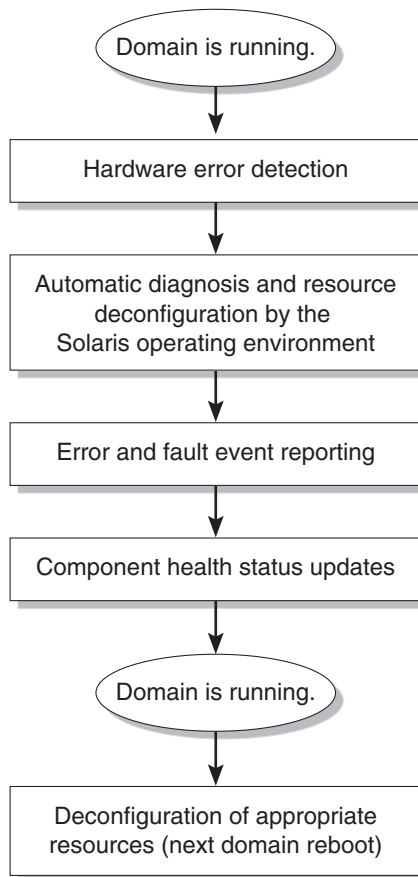 Domain is running.
Hardware error detection
Automatic diagnosis and resource
deconfiguration by the
Solaris operating environment
Error and fault event reporting
Component health status updates
Domain is running.
Deconfiguration of appropriate
resources (next domain reboot)